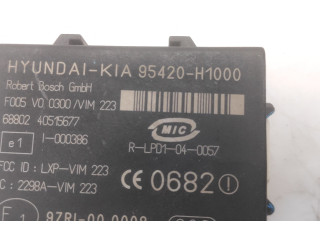 HYUNDAI-KIA 95420-H1000
Robert Bosch GmbH
F005 V0 0300/VIM 223
68802 40515677
e1 I-000386
MIC
R-LPD1-04-0057
FCC ID : LXP-VIM 223
C : 2298A-VIM 223
CE 0682